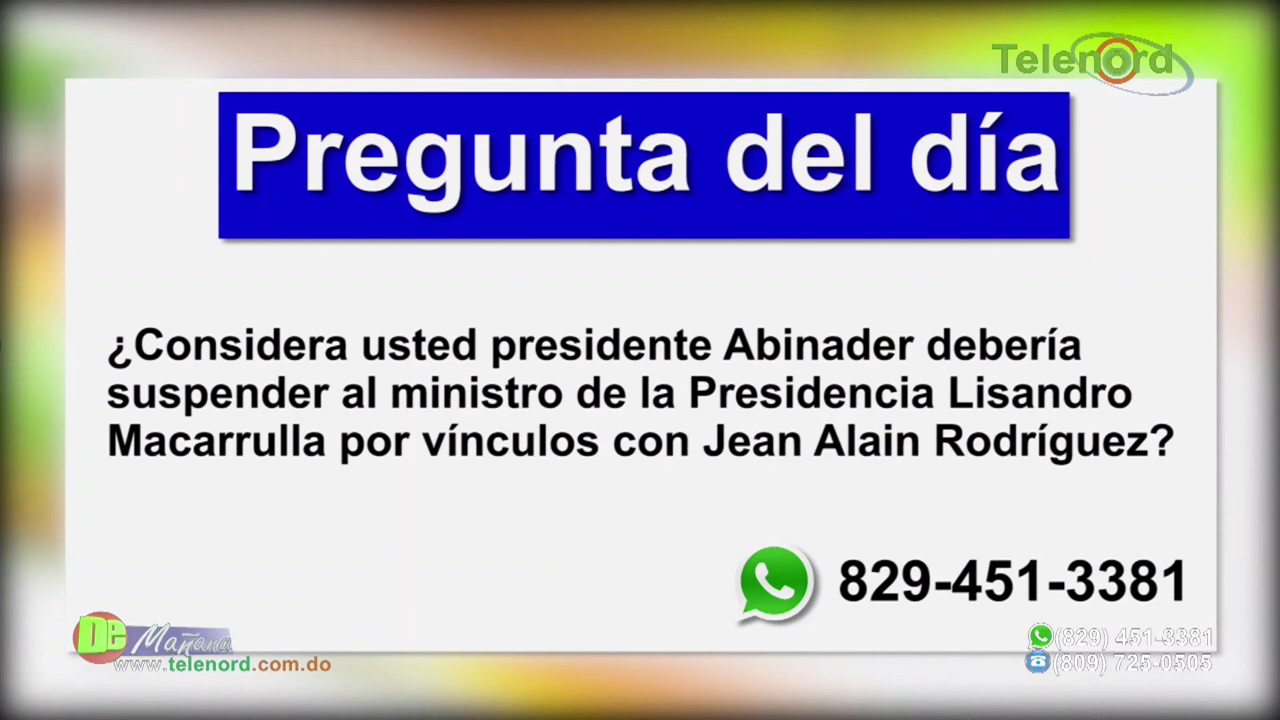 Telenord
Pregunta del día
¿Considera usted presidente Abinader debería
suspender al ministro de la Presidencia Lisandro
Macarrulla por vínculos con Jean Alain Rodríguez?
829-451-3381
De Mañana
www.telenord.com.do
(829) 451-3381
(809) 725-0505